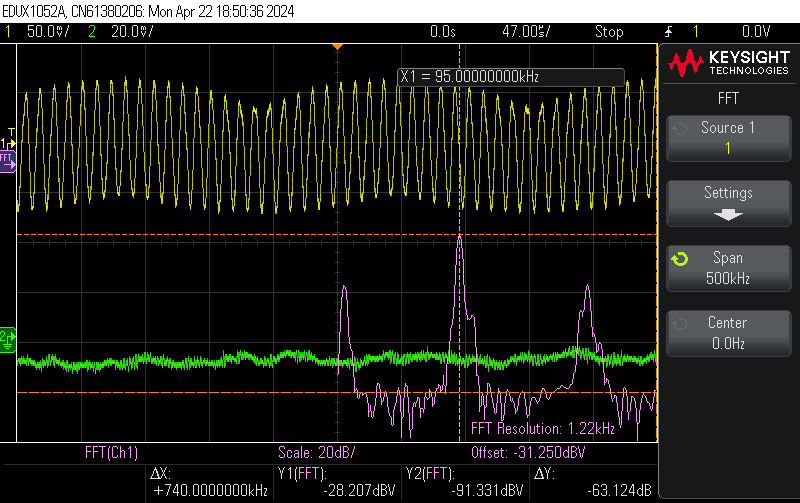 EDUX1052A, CN61380206: Mon Apr 22 18:50:36 2024
1 50.0V/ 2 20.0V/ 0.0s 47.00s/ Stop 1 0.0V
X1 = 95.00000000kHz
KEYSIGHT
TECHNOLOGIES
FFT
Source 1
1
Settings
Span
500kHz
Center
0.0Hz
T
1
FFT
2
FFT Resolution: 1.22kHz
FFT(Ch1) Scale: 20dB/ Offset: -31.250dBV
ΔX: Y1(FFT): Y2(FFT): ΔY:
+740.0000000kHz -28.207dBV -91.331dBV -63.124dB